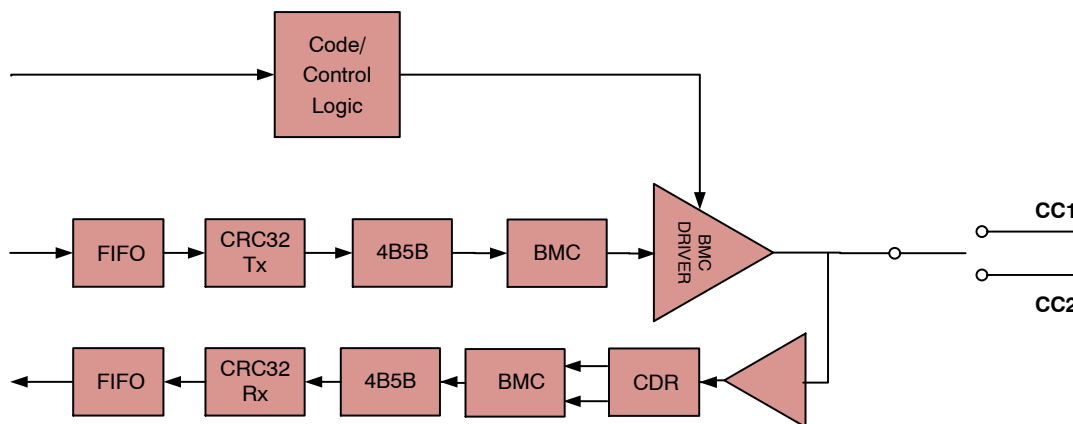 Code/
Control
Logic
FIFO
CRC32
Tx
4B5B
BMC
BMC
DRIVER
CC1
CC2
FIFO
CRC32
Rx
4B5B
BMC
CDR